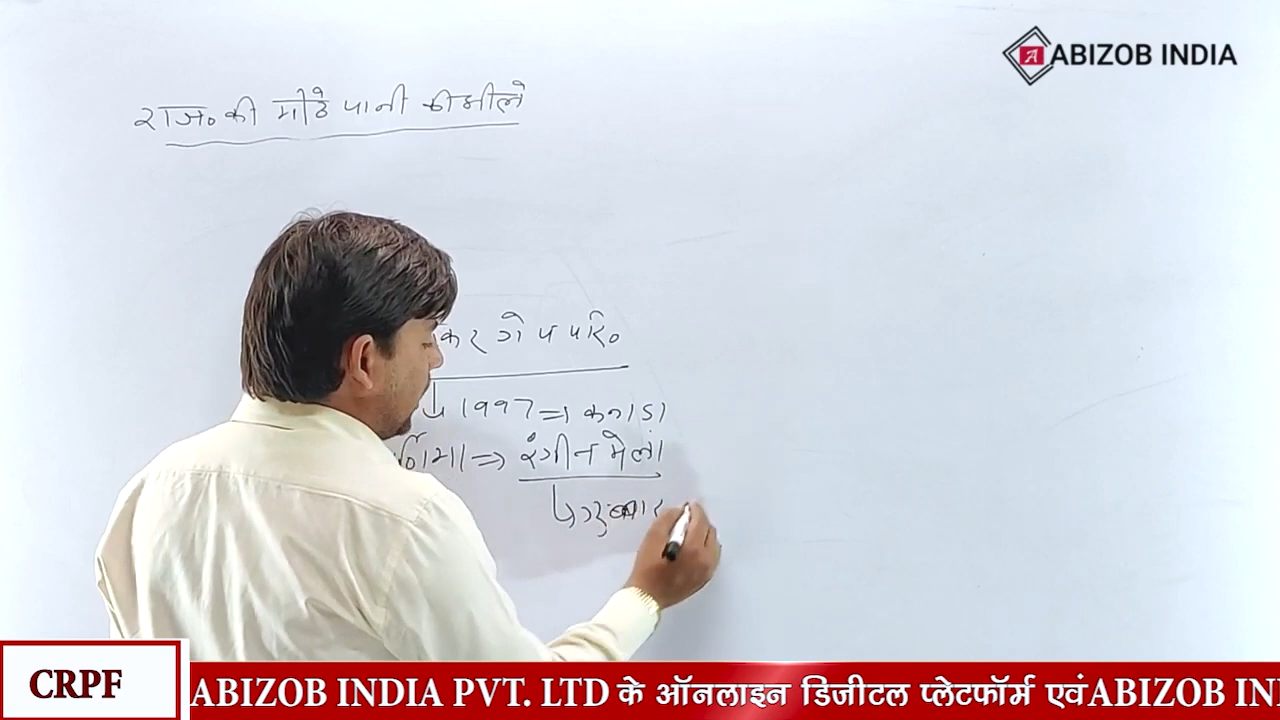 ABIZOB INDIA
राज० की मीठे पानी की झीले
कर गेप परि०
1997 => कनाडा
=> रंगीन मेला
CRPF
ABIZOB INDIA PVT. LTD के ऑनलाइन डिजीटल प्लेटफॉर्म एवं ABIZOB IN